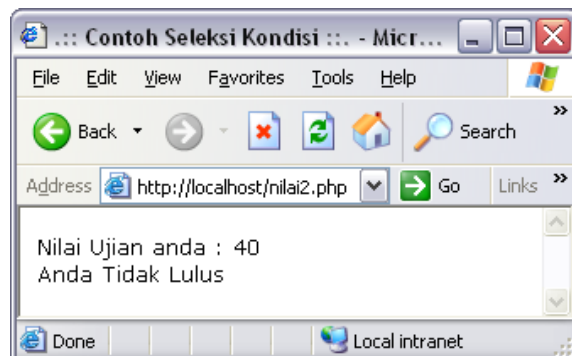 .:: Contoh Seleksi Kondisi ::. - Micr...
File Edit View Favorites Tools Help
Back Search »
Address http://localhost/nilai2.php Go Links »
Nilai Ujian anda : 40
Anda Tidak Lulus
Done Local intranet